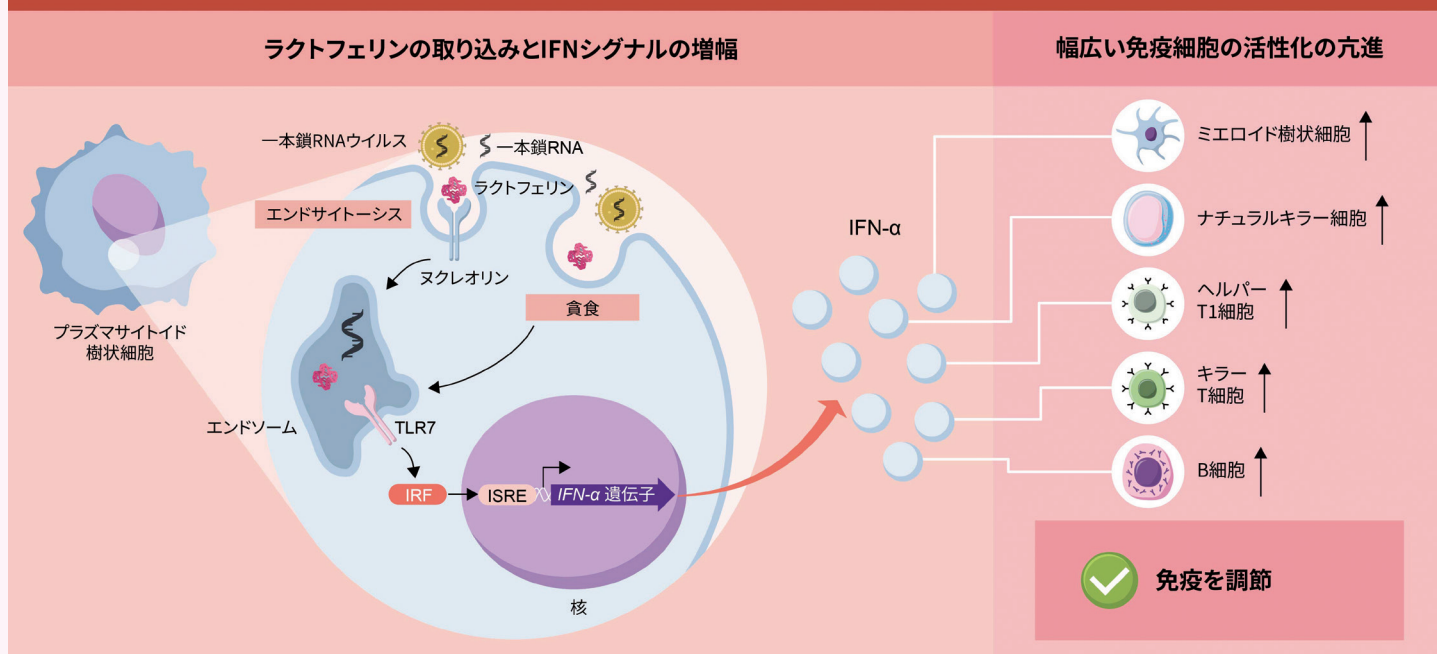 ラクトフェリンの取り込みとIFNシグナルの増幅
幅広い免疫細胞の活性化の亢進
一本鎖RNAウイルス
一本鎖RNA
ラクトフェリン
エンドサイトーシス
ヌクレオリン
貪食
プラズマサイトイド
樹状細胞
エンドソーム
TLR7
IRF
ISRE
IFN-α 遺伝子
核
IFN-α
ミエロイド樹状細胞
ナチュラルキラー細胞
ヘルパー
T1細胞
キラー
T細胞
B細胞
免疫を調節